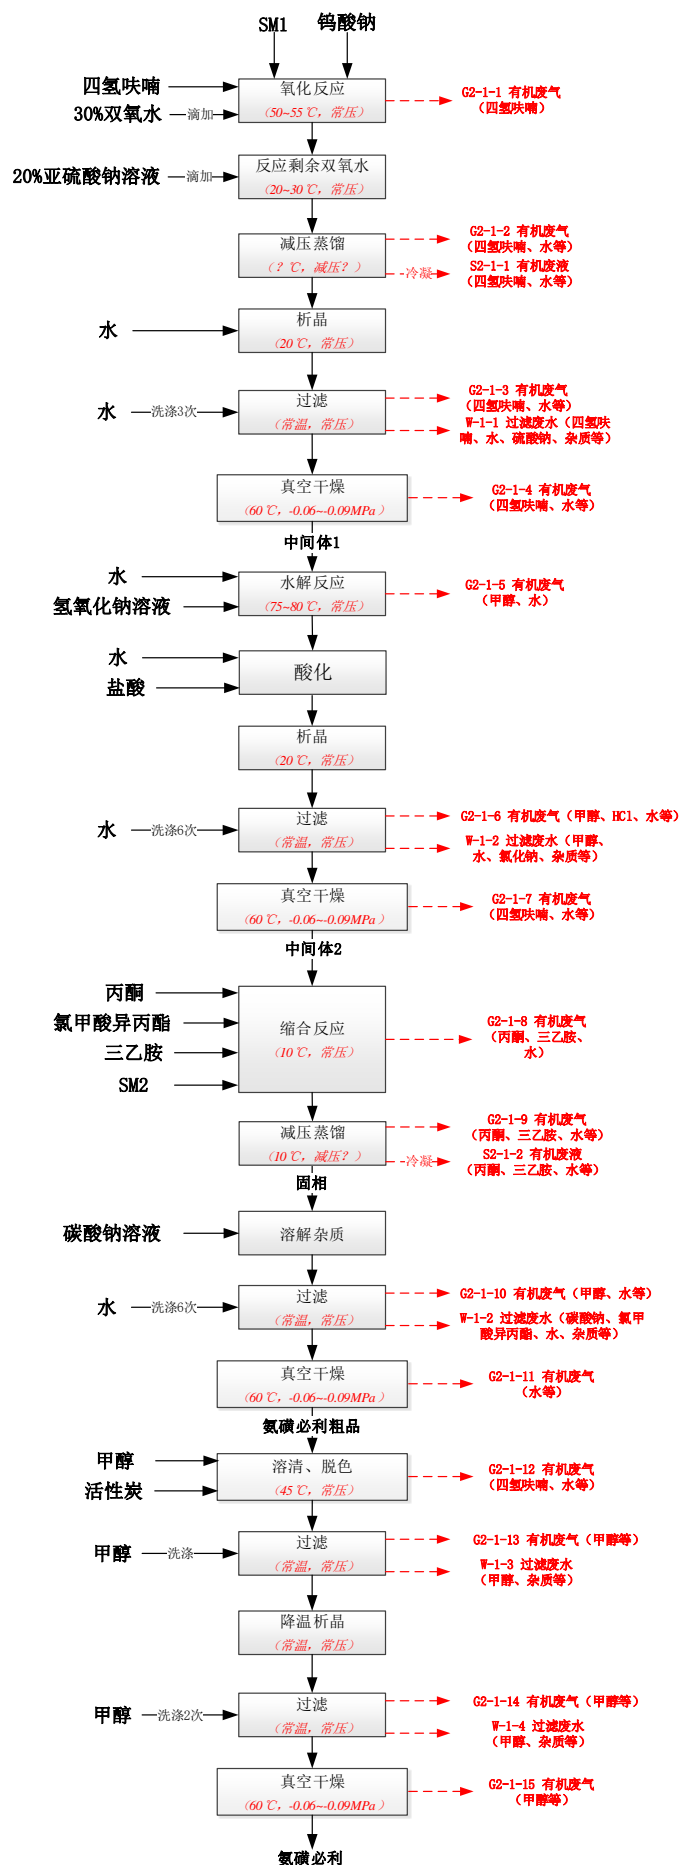 SM1
钨酸钠
四氢呋喃
30%双氧水
滴加
氧化反应
（50~55℃，常压）
G2-1-1 有机废气
（四氢呋喃）
20%亚硫酸钠溶液
滴加
反应剩余双氧水
（20~30℃，常压）
减压蒸馏
（？℃，减压？）
G2-1-2 有机废气
（四氢呋喃、水等）
冷凝
S2-1-1 有机废液
（四氢呋喃、水等）
水
析晶
（20℃，常压）
水
洗涤3次
过滤
（常温，常压）
G2-1-3 有机废气
（四氢呋喃、水等）
W-1-1 过滤废水（四氢呋
喃、水、硫酸钠、杂质等）
真空干燥
（60℃，-0.06~-0.09MPa）
G2-1-4 有机废气
（四氢呋喃、水等）
中间体1
水
氢氧化钠溶液
水解反应
（75~80℃，常压）
G2-1-5 有机废气
（甲醇、水）
水
盐酸
酸化
析晶
（20℃，常压）
水
洗涤6次
过滤
（常温，常压）
G2-1-6 有机废气（甲醇、HCl、水等）
W-1-2 过滤废水（甲醇、
水、氯化钠、杂质等）
真空干燥
（60℃，-0.06~-0.09MPa）
G2-1-7 有机废气
（四氢呋喃、水等）
中间体2
丙酮
氯甲酸异丙酯
三乙胺
SM2
缩合反应
（10℃，常压）
G2-1-8 有机废气
（丙酮、三乙胺、
水）
减压蒸馏
（10℃，减压？）
G2-1-9 有机废气
（丙酮、三乙胺、水等）
冷凝
S2-1-2 有机废液
（丙酮、三乙胺、水等）
固相
碳酸钠溶液
溶解杂质
水
洗涤6次
过滤
（常温，常压）
G2-1-10 有机废气（甲醇、水等）
W-1-2 过滤废水（碳酸钠、氯甲
酸异丙酯、水、杂质等）
真空干燥
（60℃，-0.06~-0.09MPa）
G2-1-11 有机废气
（水等）
氨磺必利粗品
甲醇
活性炭
溶清、脱色
（45℃，常压）
G2-1-12 有机废气
（四氢呋喃、水等）
甲醇
洗涤
过滤
（常温，常压）
G2-1-13 有机废气（甲醇等）
W-1-3 过滤废水
（甲醇、杂质等）
降温析晶
（常温，常压）
甲醇
洗涤2次
过滤
（常温，常压）
G2-1-14 有机废气（甲醇等）
W-1-4 过滤废水
（甲醇、杂质等）
真空干燥
（60℃，-0.06~-0.09MPa）
G2-1-15 有机废气
（甲醇等）
氨磺必利